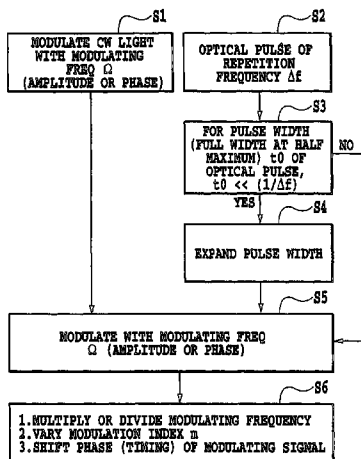 S1
MODULATE CW LIGHT
WITH MODULATING
FREQ Ω
(AMPLITUDE OR PHASE)
S2
OPTICAL PULSE OF
REPETITION
FREQUENCY Δf
S3
FOR PULSE WIDTH
(FULL WIDTH AT HALF
MAXIMUM) t0 OF
OPTICAL PULSE,
t0 << (1/Δf)
NO
YES
S4
EXPAND PULSE WIDTH
S5
MODULATE WITH MODULATING FREQ
Ω (AMPLITUDE OR PHASE)
S6
1.MULTIPLY OR DIVIDE MODULATING FREQUENCY
2.VARY MODULATION INDEX m
3.SHIFT PHASE (TIMING) OF MODULATING SIGNAL